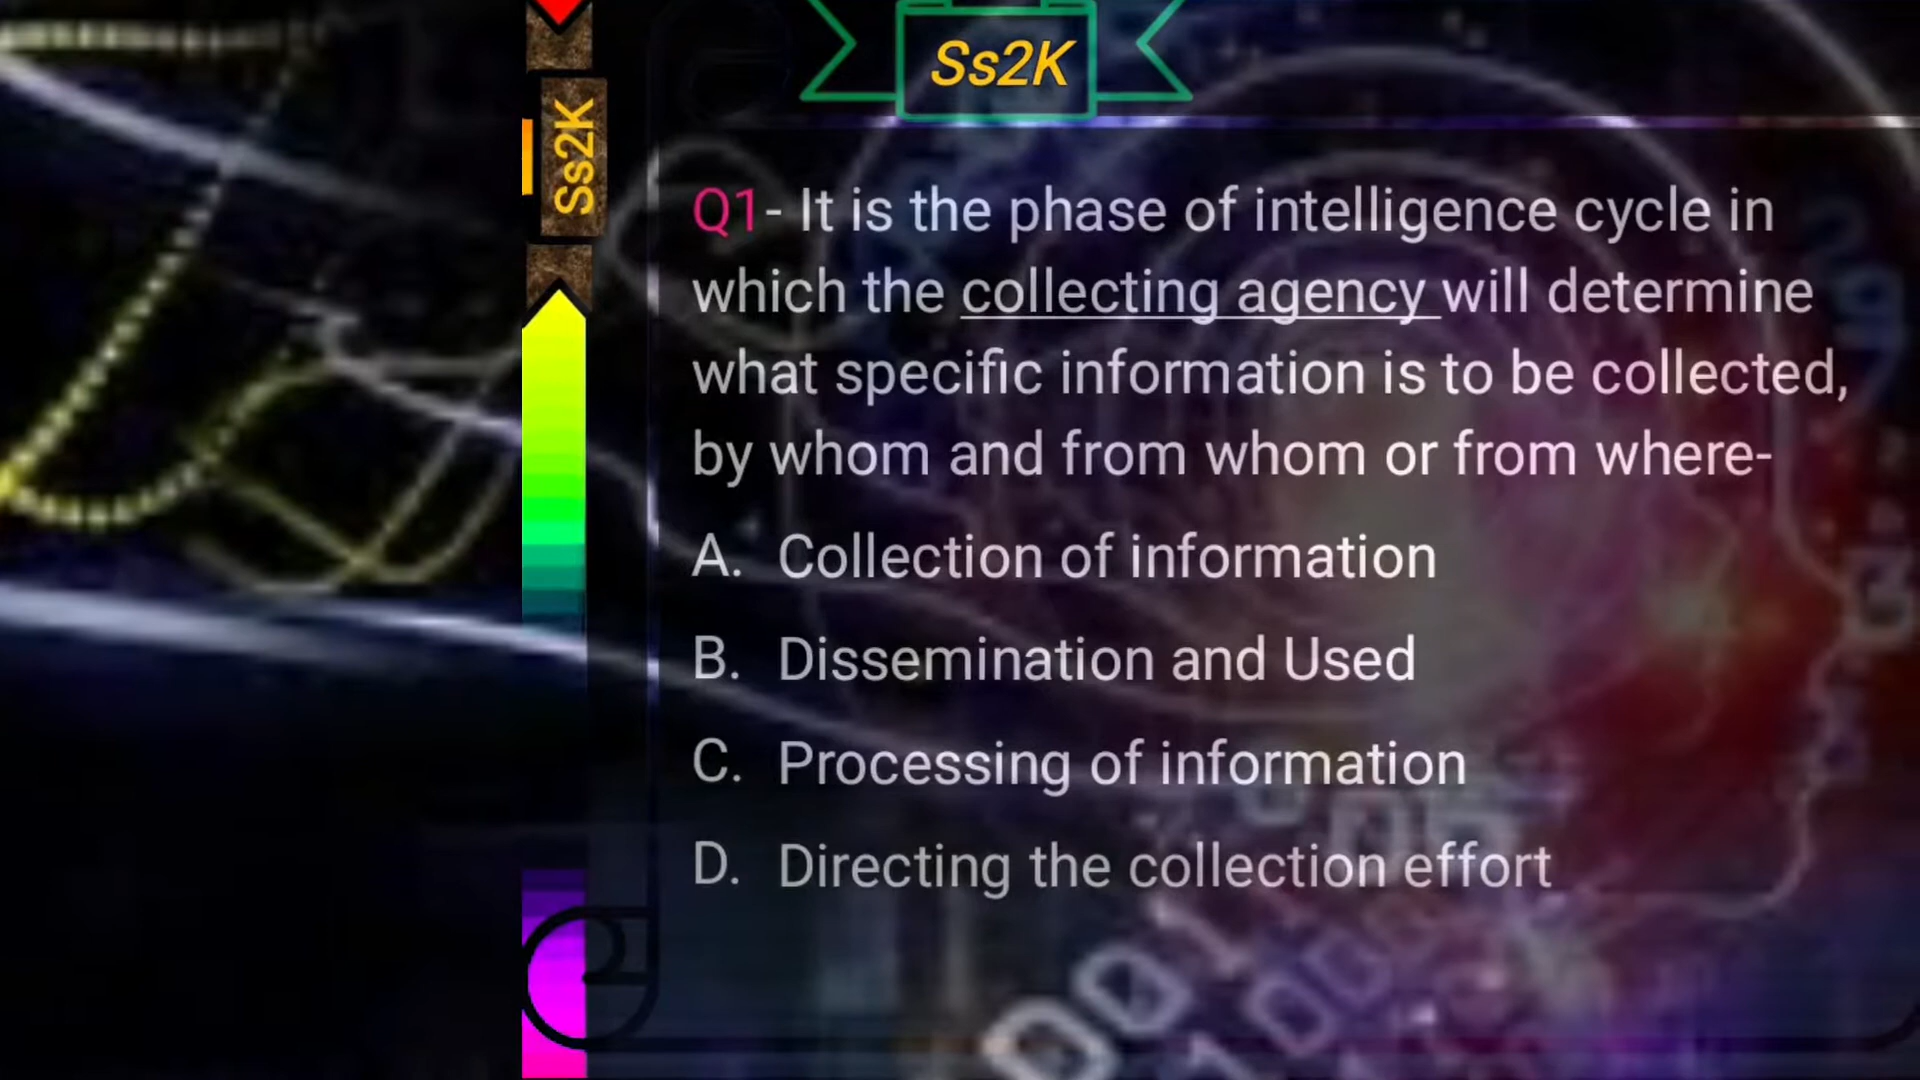 Ss2K
Ss2K
Q1- It is the phase of intelligence cycle in
which the collecting agency will determine
what specific information is to be collected,
by whom and from whom or from where-
A. Collection of information
B. Dissemination and Used
C. Processing of information
D. Directing the collection effort